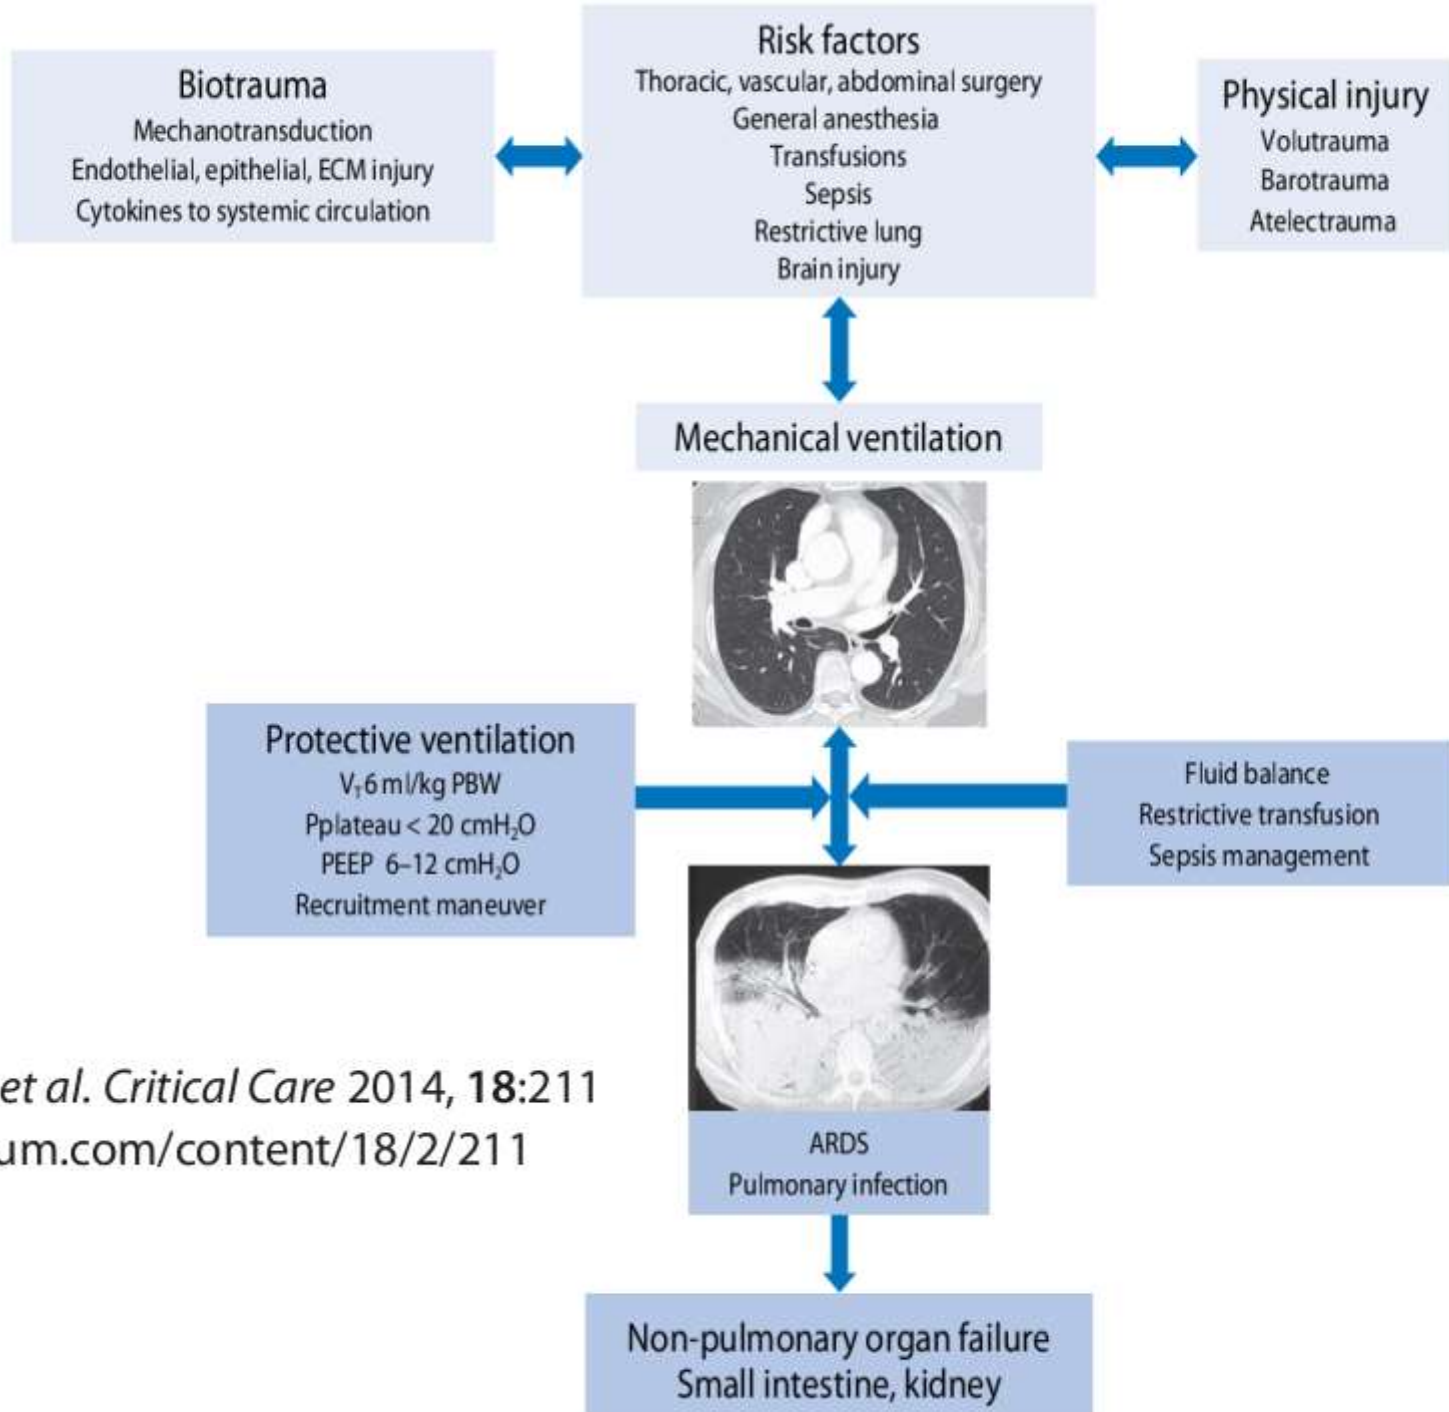 Risk factors
Thoracic, vascular, abdominal surgery
General anesthesia
Transfusions
Sepsis
Restrictive lung
Brain injury
Biotrauma
Mechanotransduction
Endothelial, epithelial, ECM injury
Cytokines to systemic circulation
Physical injury
Volutrauma
Barotrauma
Atelectrauma
Mechanical ventilation
Protective ventilation
V_T 6 ml/kg PBW
Pplateau < 20 cmH₂O
PEEP 6–12 cmH₂O
Recruitment maneuver
Fluid balance
Restrictive transfusion
Sepsis management
et al. Critical Care 2014, 18:211
um.com/content/18/2/211
ARDS
Pulmonary infection
Non-pulmonary organ failure
Small intestine, kidney